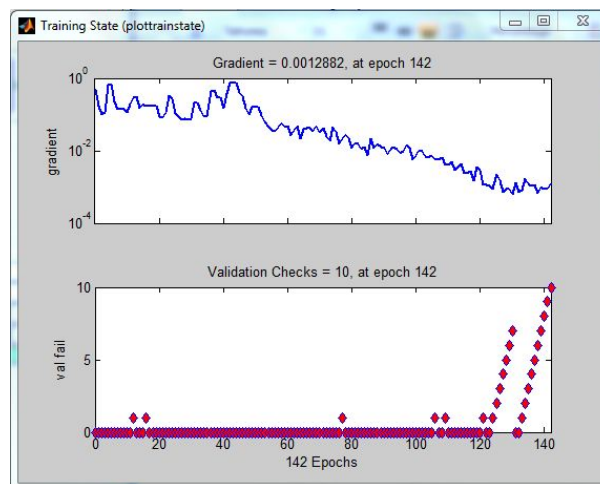 Training State (plottrainstate)
Gradient = 0.0012882, at epoch 142
10^0
10^-2
10^-4
gradient
Validation Checks = 10, at epoch 142
10
5
0
val fail
0 20 40 60 80 100 120 140
142 Epochs